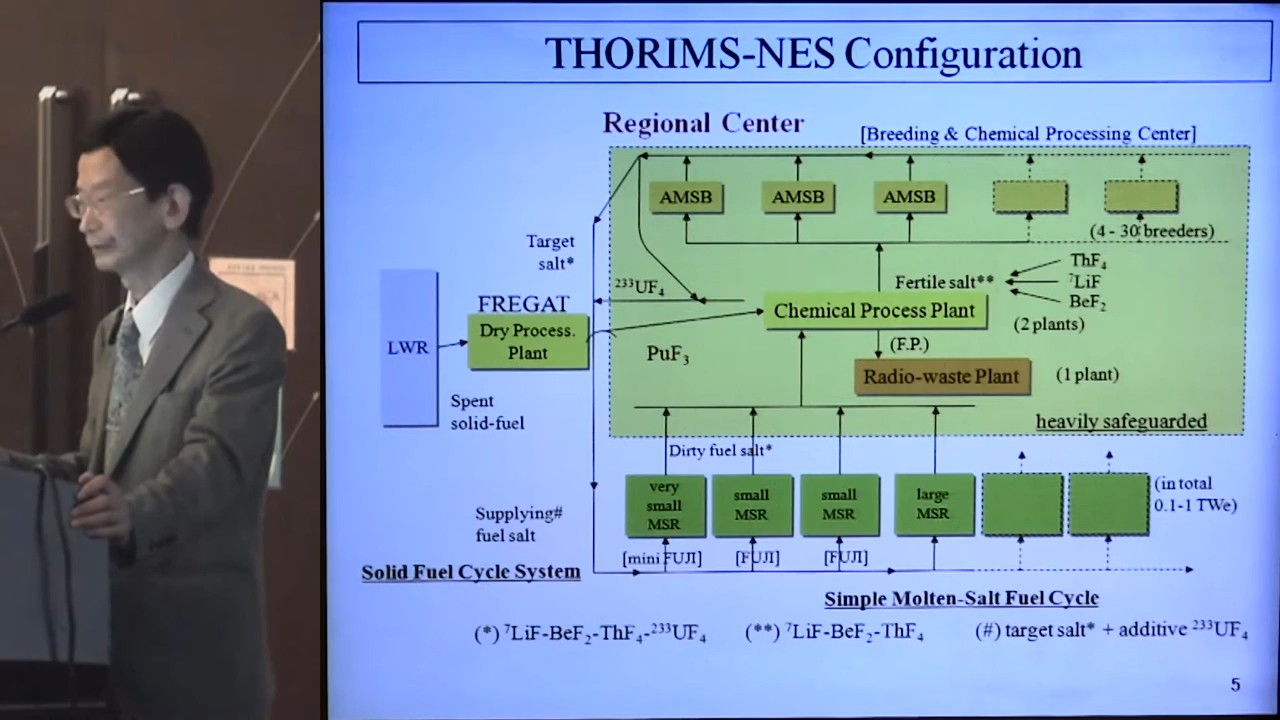 THORIMS-NES Configuration
Regional Center
[Breeding & Chemical Processing Center]
AMSB
AMSB
AMSB
(4 - 30 breeders)
Target
salt*
ThF₄
⁷LiF
BeF₂
Fertile salt**
²³³UF₄
FREGAT
LWR
Dry Process.
Plant
Chemical Process Plant
(2 plants)
(F.P.)
PuF₃
Radio-waste Plant
(1 plant)
Spent
solid-fuel
heavily safeguarded
Dirty fuel salt*
very
small
MSR
small
MSR
small
MSR
large
MSR
(in total
0.1-1 TWe)
Supplying#
fuel salt
[mini FUJI]
[FUJI]
[FUJI]
Solid Fuel Cycle System
Simple Molten-Salt Fuel Cycle
(*) ⁷LiF-BeF₂-ThF₄-²³³UF₄
(**) ⁷LiF-BeF₂-ThF₄
(#) target salt* + additive ²³³UF₄
5